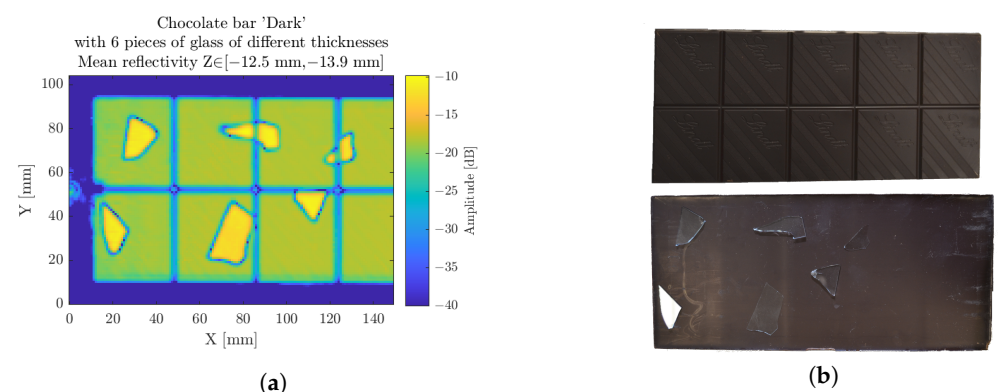 Chocolate bar 'Dark'
with 6 pieces of glass of different thicknesses
Mean reflectivity Z∈[−12.5 mm,−13.9 mm]
100
80
60
40
20
0
Y [mm]
0 20 40 60 80 100 120 140
X [mm]
−10
−15
−20
−25
−30
−35
−40
Amplitude [dB]
(a)
(b)